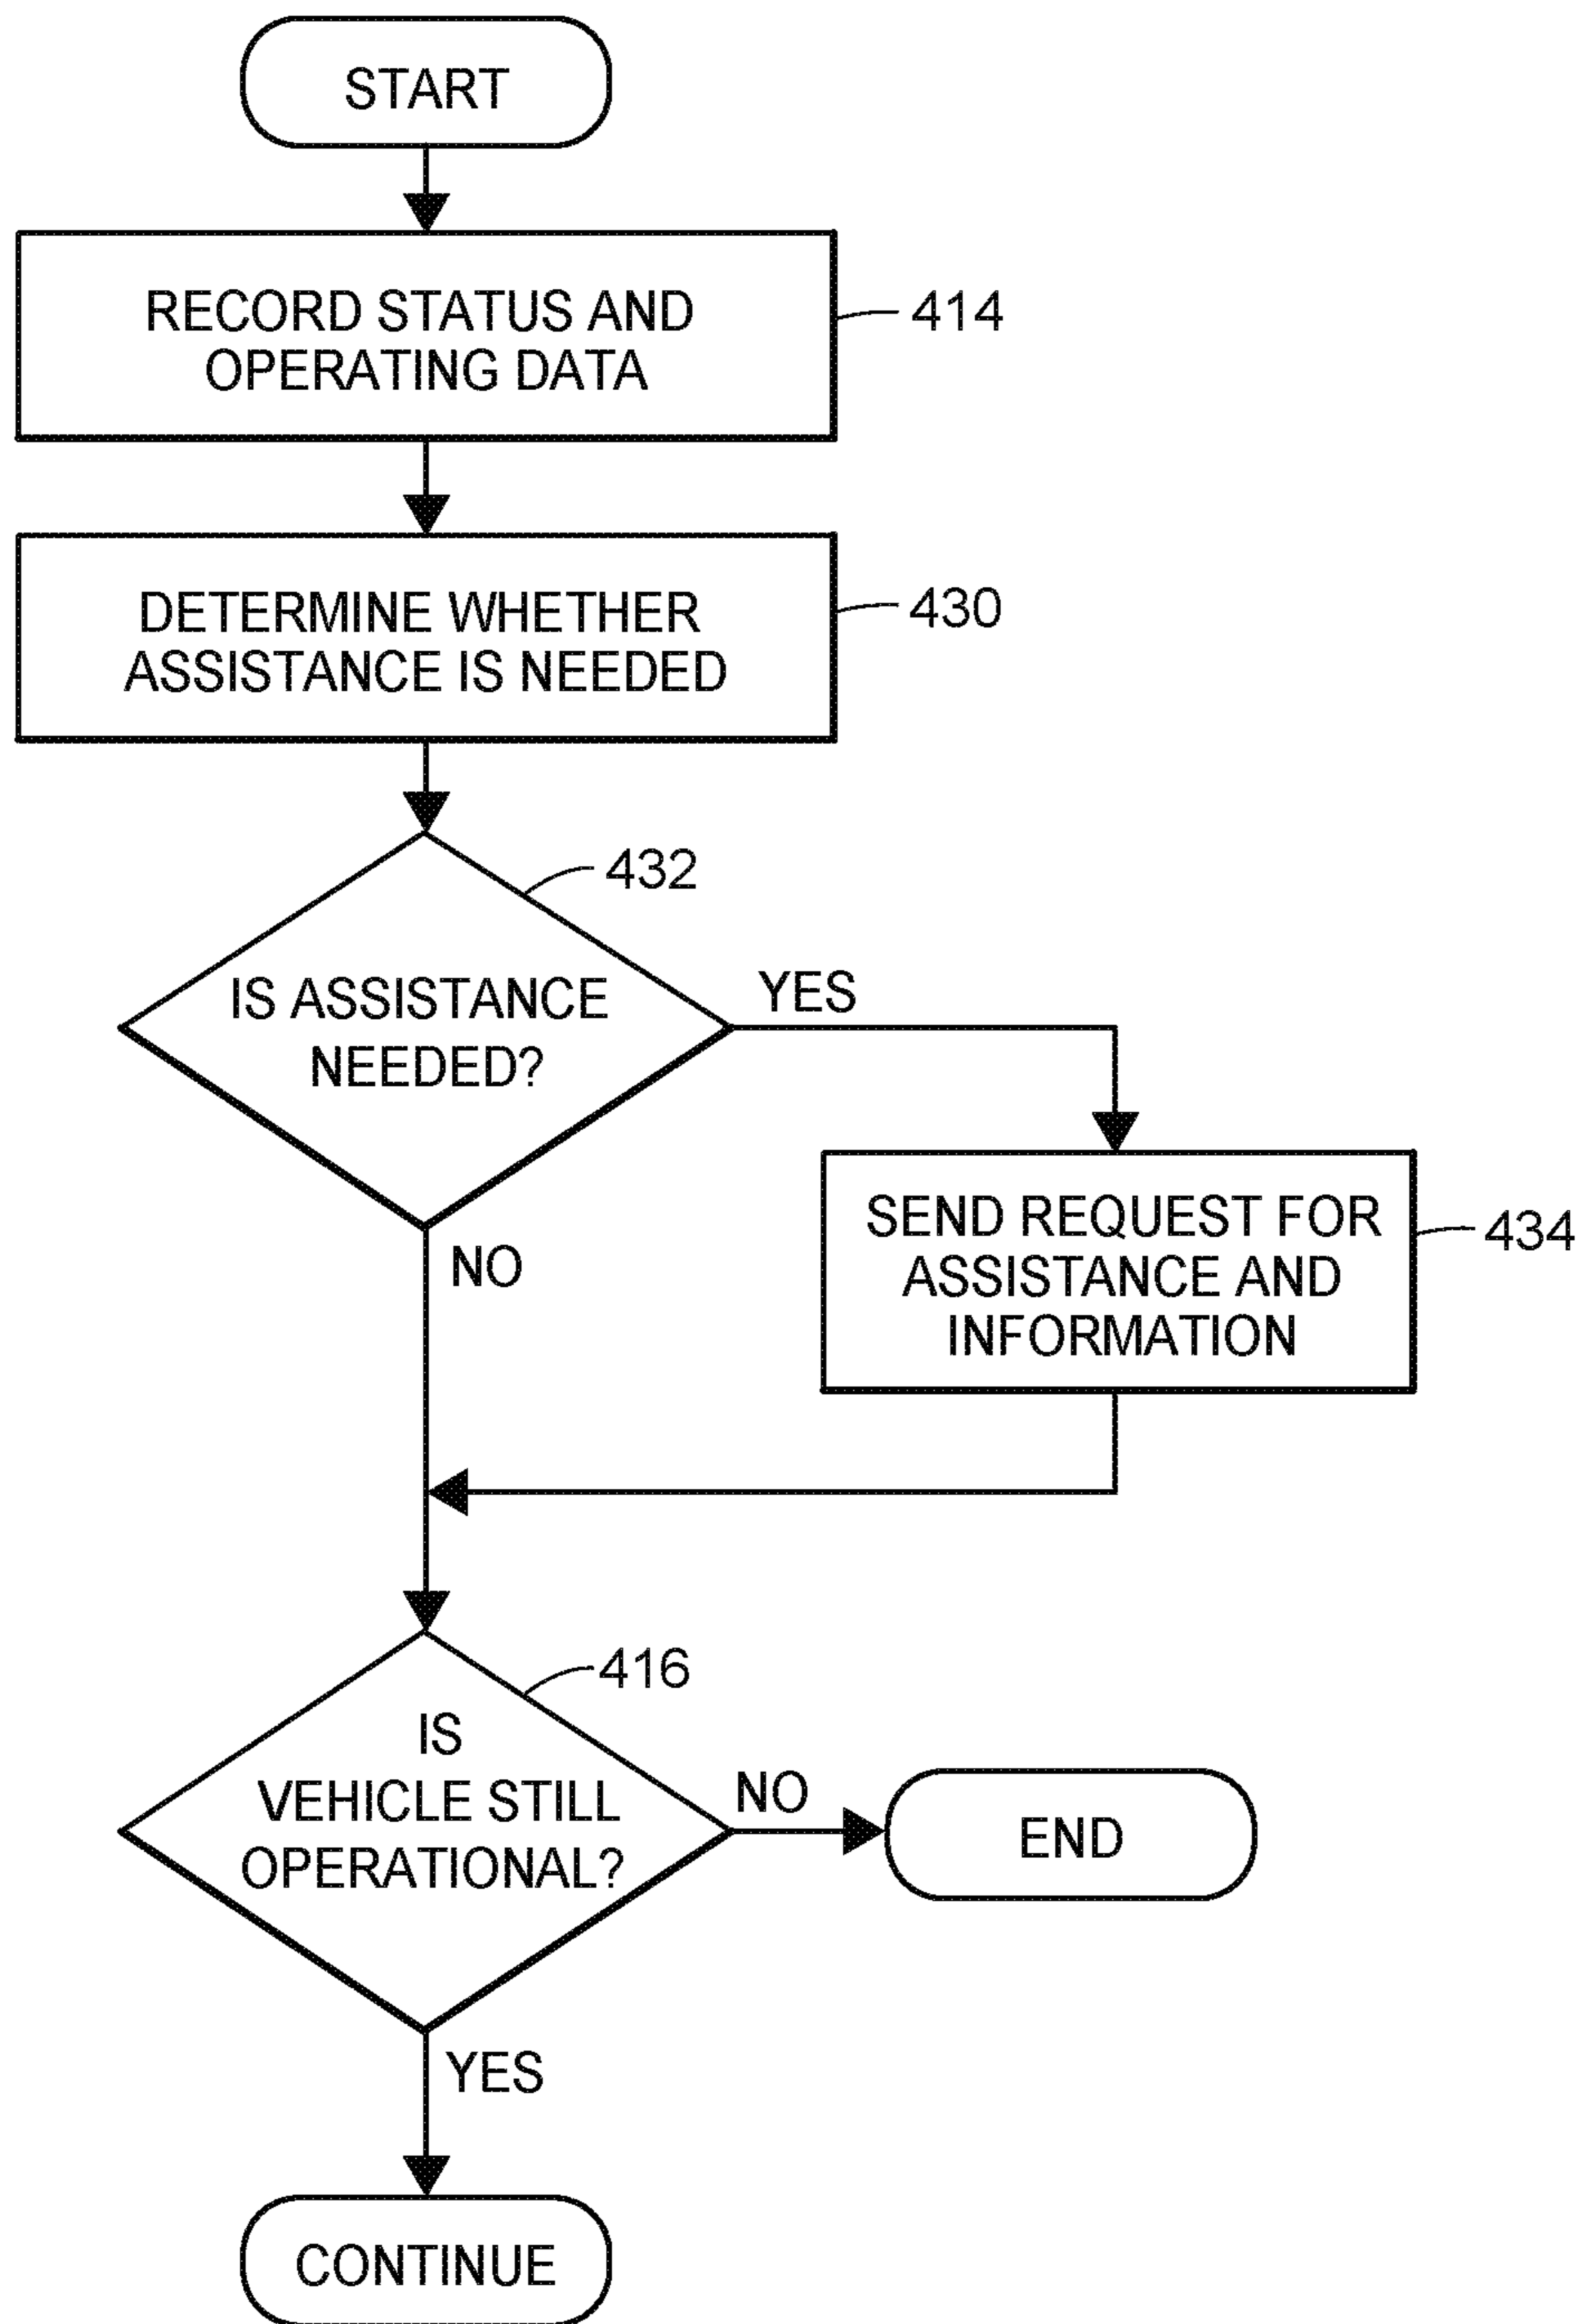 START
RECORD STATUS AND
OPERATING DATA
414
DETERMINE WHETHER
ASSISTANCE IS NEEDED
430
432
IS ASSISTANCE
NEEDED?
YES
NO
SEND REQUEST FOR
ASSISTANCE AND
INFORMATION
434
416
IS
VEHICLE STILL
OPERATIONAL?
NO
END
YES
CONTINUE